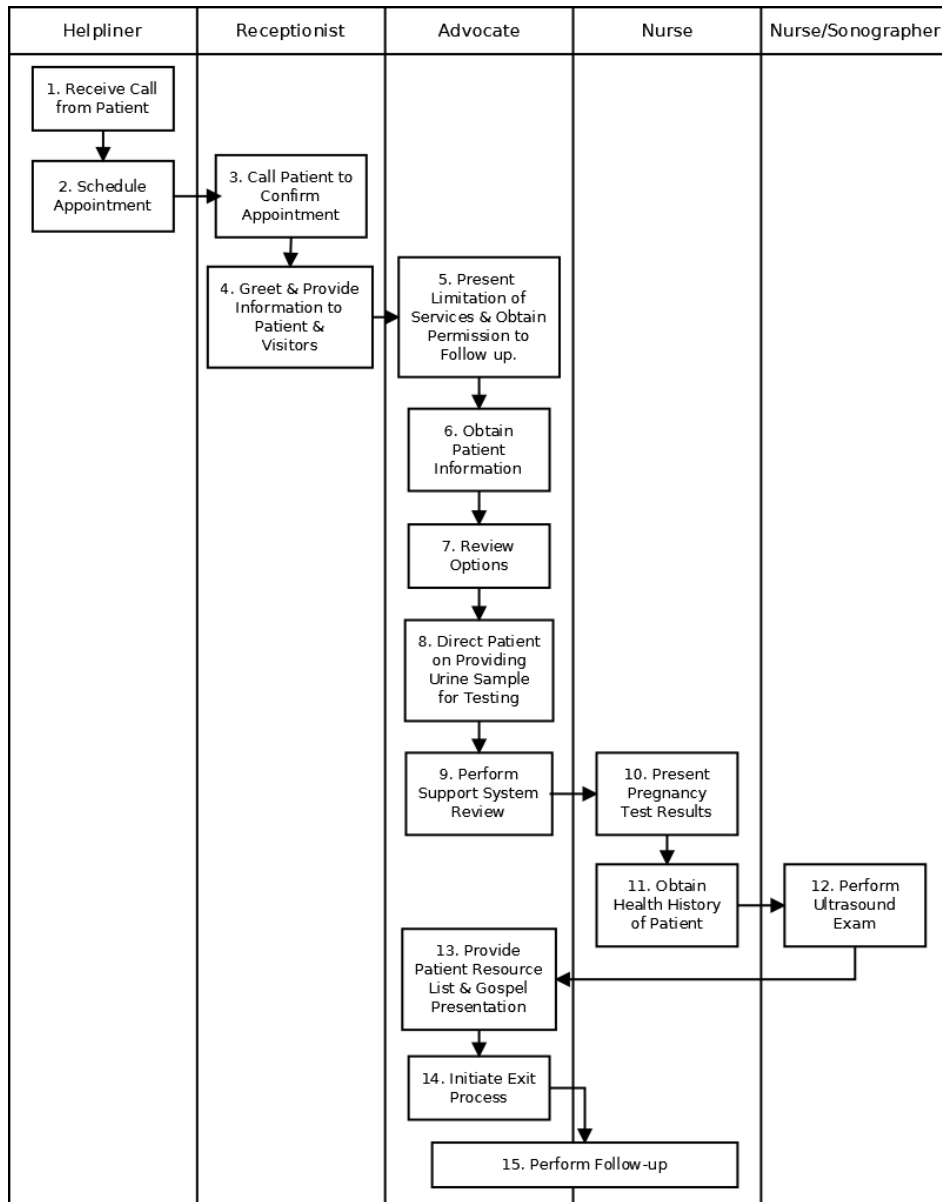 Helpliner
Receptionist
Advocate
Nurse
Nurse/Sonographer
1. Receive Call
from Patient
2. Schedule
Appointment
3. Call Patient to
Confirm
Appointment
4. Greet & Provide
Information to
Patient &
Visitors
5. Present
Limitation of
Services & Obtain
Permission to
Follow up.
6. Obtain
Patient
Information
7. Review
Options
8. Direct Patient
on Providing
Urine Sample
for Testing
9. Perform
Support System
Review
10. Present
Pregnancy
Test Results
11. Obtain
Health History
of Patient
12. Perform
Ultrasound
Exam
13. Provide
Patient Resource
List & Gospel
Presentation
14. Initiate Exit
Process
15. Perform Follow-up